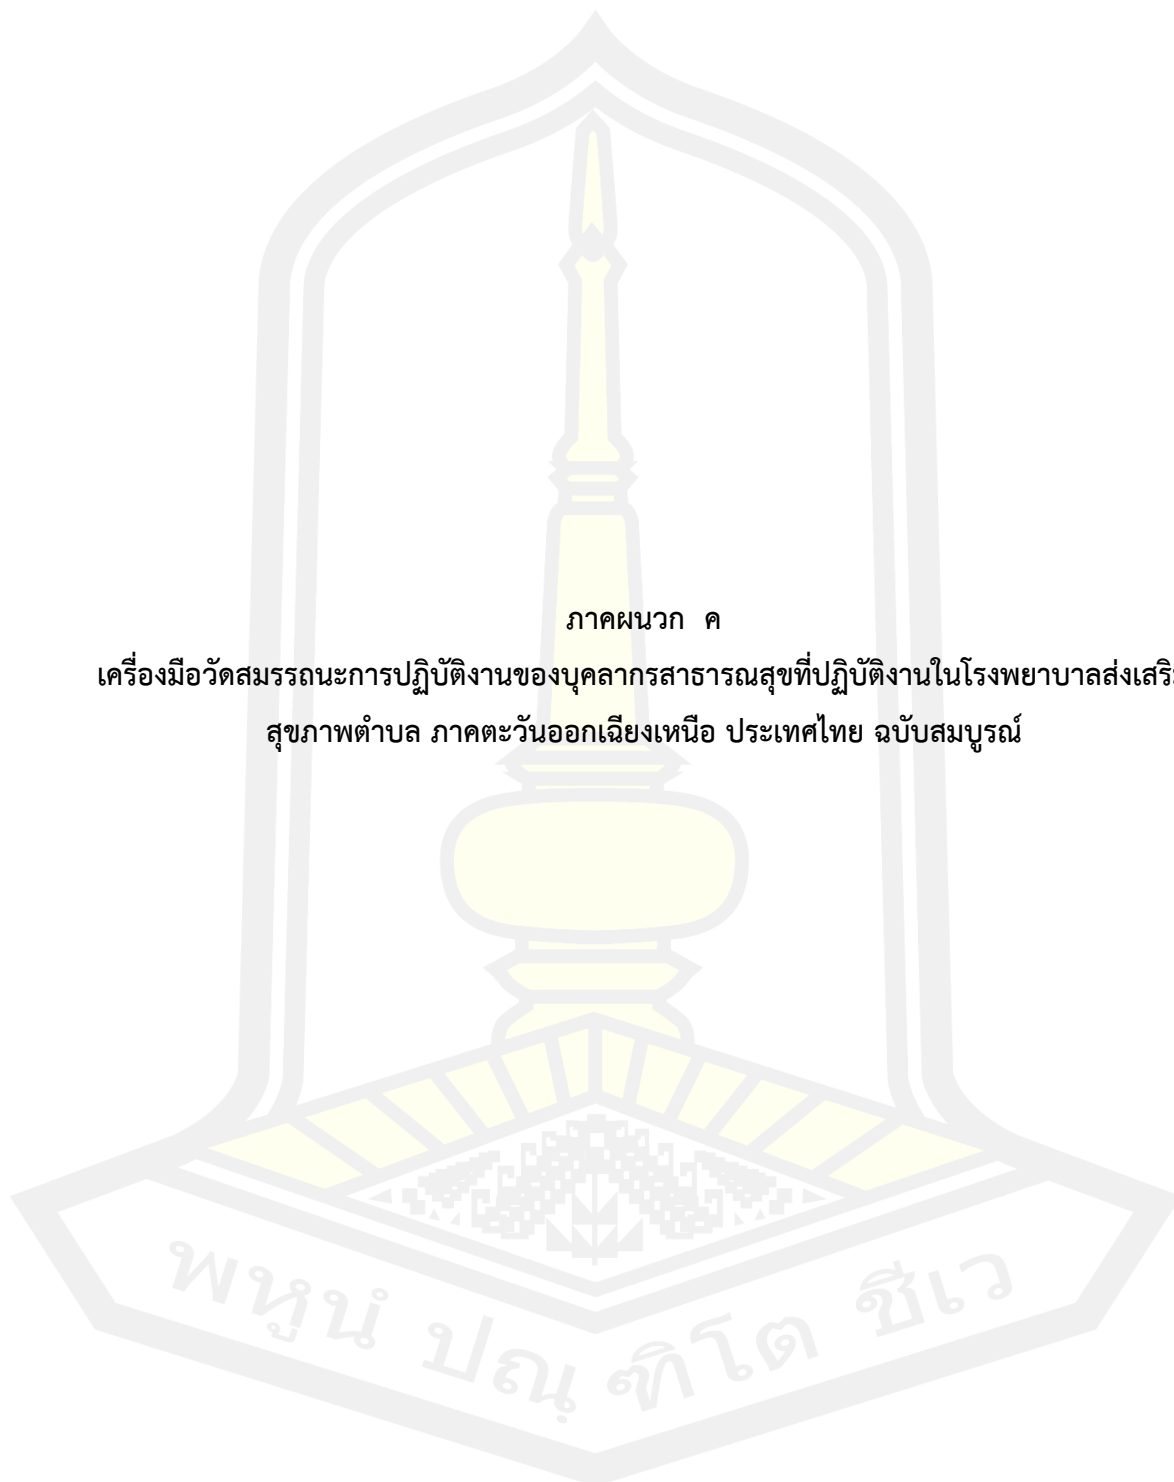 ภาคผนวก ค
เครื่องมือวัดสมรรถนะการปฏิบัติงานของบุคลากรสาธารณสุขที่ปฏิบัติงานในโรงพยาบาลส่งเสริ
สุขภาพตำบล ภาคตะวันออกเฉียงเหนือ ประเทศไทย ฉบับสมบูรณ์
พหูนํ ปณฺฑิโต ชีเว